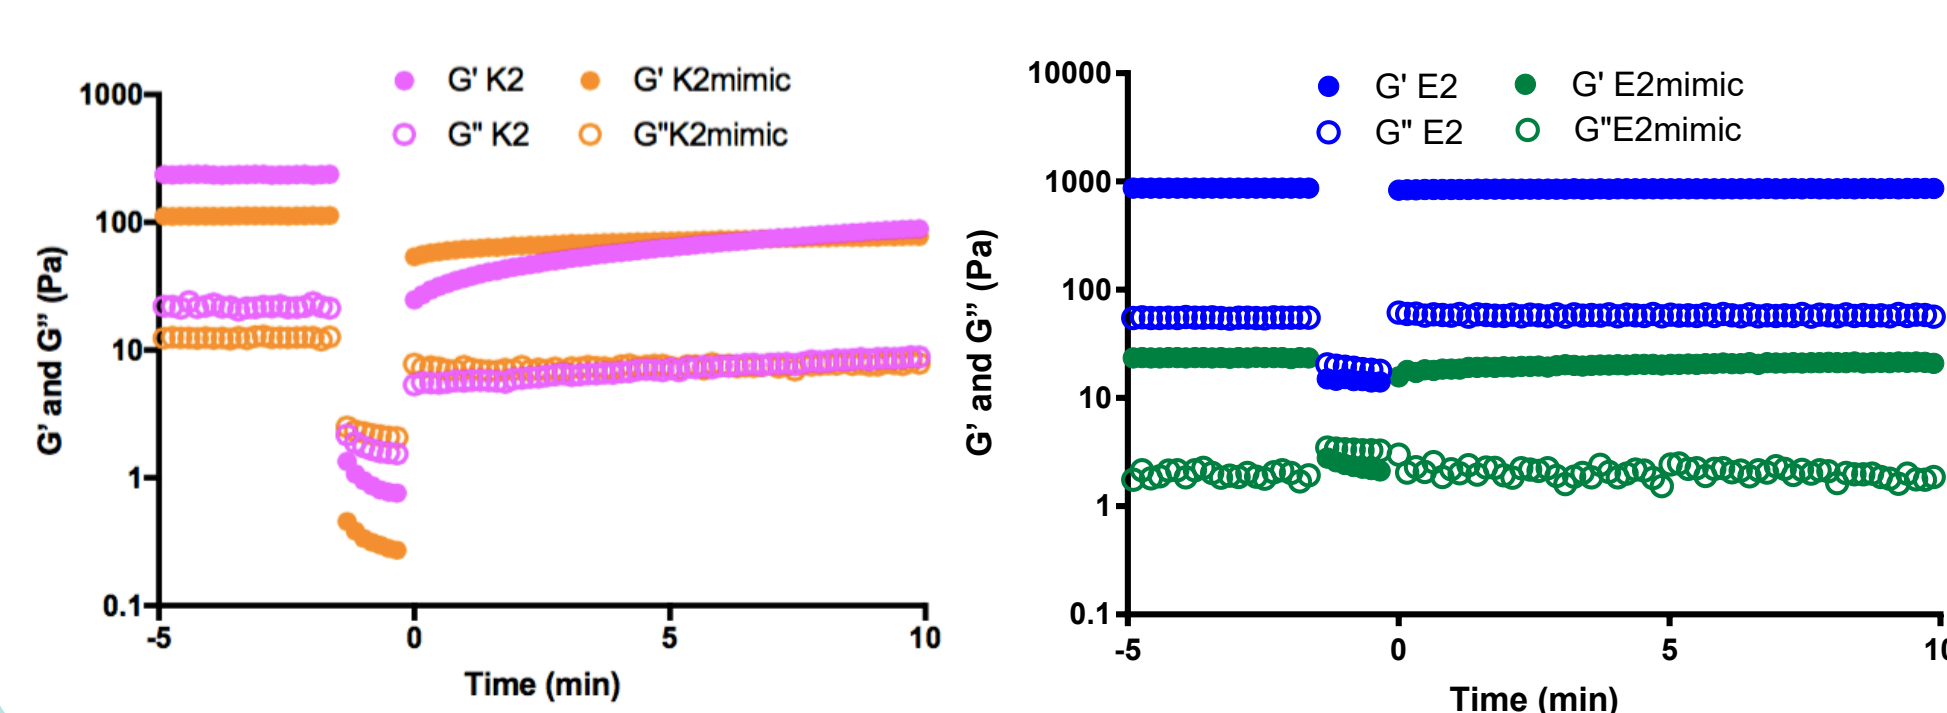 G' K2
G' K2mimic
G" K2
G"K2mimic
1000
100
10
1
0.1
-5
0
5
10
Time (min)
G’ and G” (Pa)
G' E2
G' E2mimic
G" E2
G"E2mimic
10000
1000
100
10
1
0.1
-5
0
5
10
Time (min)
G’ and G” (Pa)